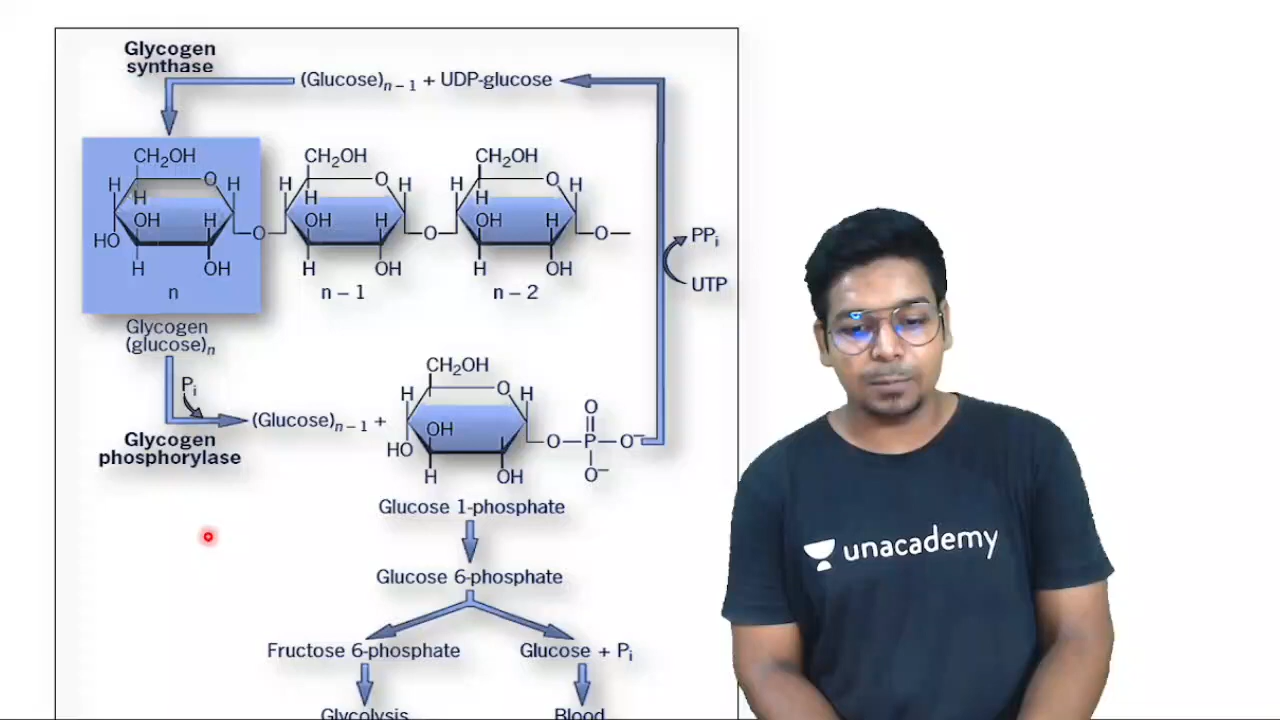 Glycogen
synthase
(Glucose)n – 1 + UDP-glucose
CH2OH CH2OH CH2OH
H O H H O H H O H
H H H
OH H OH H OH H
HO O O O
H OH H OH H OH
n n – 1 n – 2
PPi
UTP
Glycogen
(glucose)n
Pi
(Glucose)n – 1 +
Glycogen
phosphorylase
CH2OH
H O H
OH
HO
H OH
O
O P O–
O–
Glucose 1-phosphate
Glucose 6-phosphate
Fructose 6-phosphate Glucose + Pi
Glycolysis Blood
unacademy